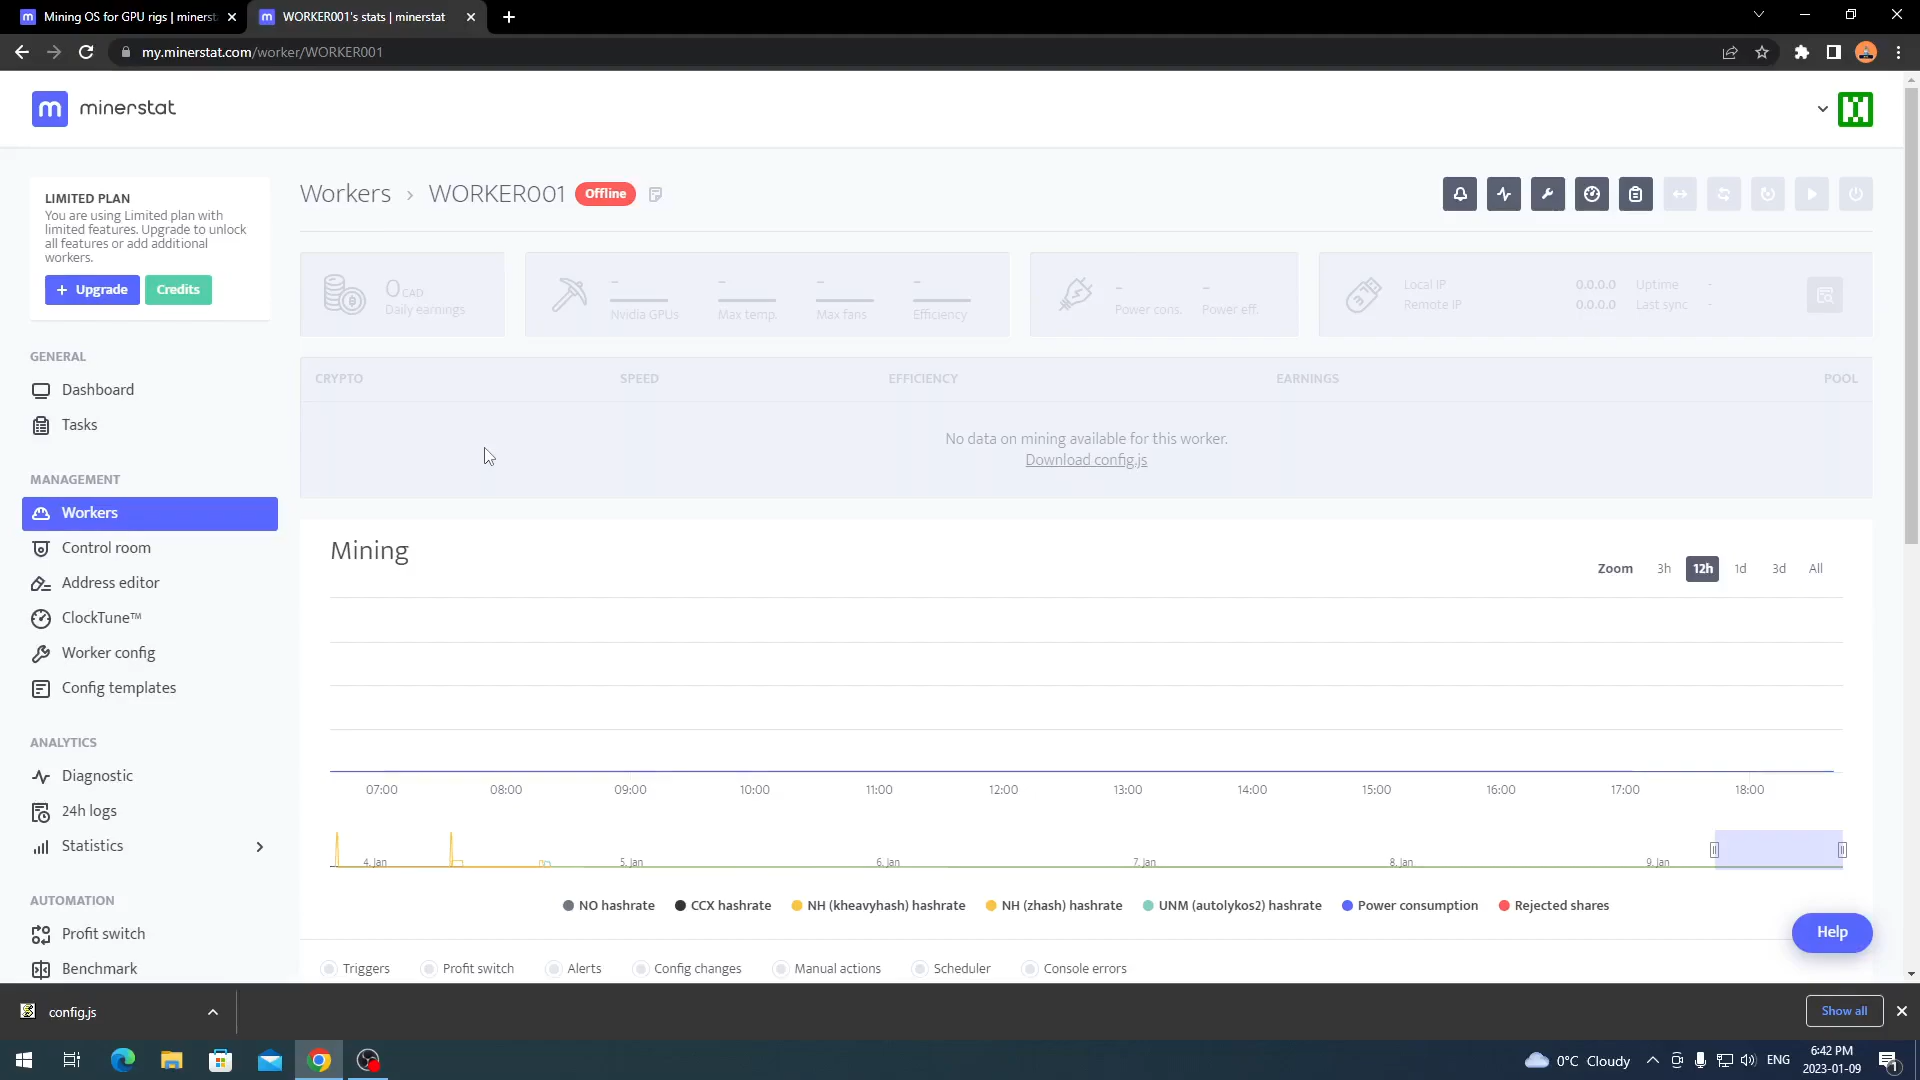 Mining OS for GPU rigs | minerst
WORKER001's stats | minerstat
my.minerstat.com/worker/WORKER001
m minerstat
LIMITED PLAN
You are using Limited plan with
limited features. Upgrade to unlock
all features or add additional
workers.
+ Upgrade
Credits
GENERAL
Dashboard
Tasks
MANAGEMENT
Workers
Control room
Address editor
ClockTune™
Worker config
Config templates
ANALYTICS
Diagnostic
24h logs
Statistics
AUTOMATION
Profit switch
Benchmark
Workers › WORKER001 Offline
0 CAD
Daily earnings
- - - -
Nvidia GPUs Max temp. Max fans Efficiency
- -
Power cons. Power eff.
Local IP 0.0.0.0 Uptime -
Remote IP 0.0.0.0 Last sync -
CRYPTO SPEED EFFICIENCY EARNINGS POOL
No data on mining available for this worker.
Download config.js
Mining
Zoom 3h 12h 1d 3d All
07:00 08:00 09:00 10:00 11:00 12:00 13:00 14:00 15:00 16:00 17:00 18:00
4. Jan 5. Jan 6. Jan 7. Jan 8. Jan 9. Jan
NO hashrate CCX hashrate NH (kheavyhash) hashrate NH (zhash) hashrate UNM (autolykos2) hashrate Power consumption Rejected shares
Help
Triggers Profit switch Alerts Config changes Manual actions Scheduler Console errors
config.js
Show all
0°C Cloudy
ENG
6:42 PM
2023-01-09
1